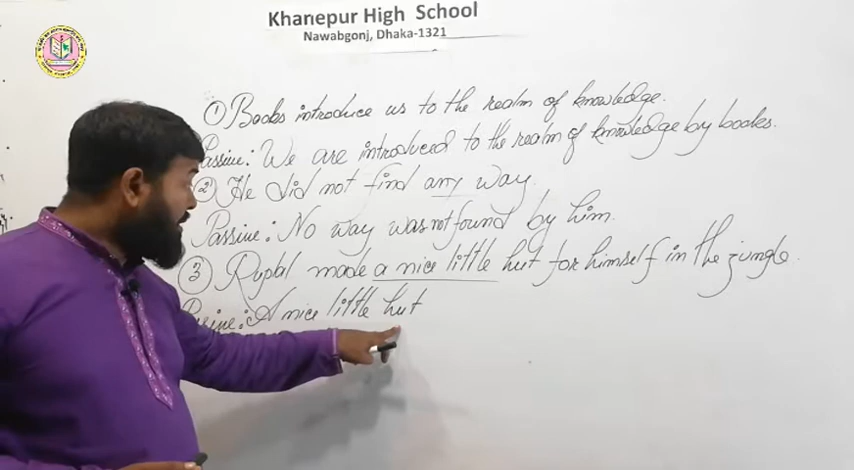 Khanepur High School
Nawabgonj, Dhaka-1321
① Books introduce us to the realm of knowledge.
Passive: We are introduced to the realm of knowledge by books.
② He did not find any way.
Passive: No way was not found by him.
③ Ruplal made a nice little hut for himself in the jungle.
Passive: A nice little hut